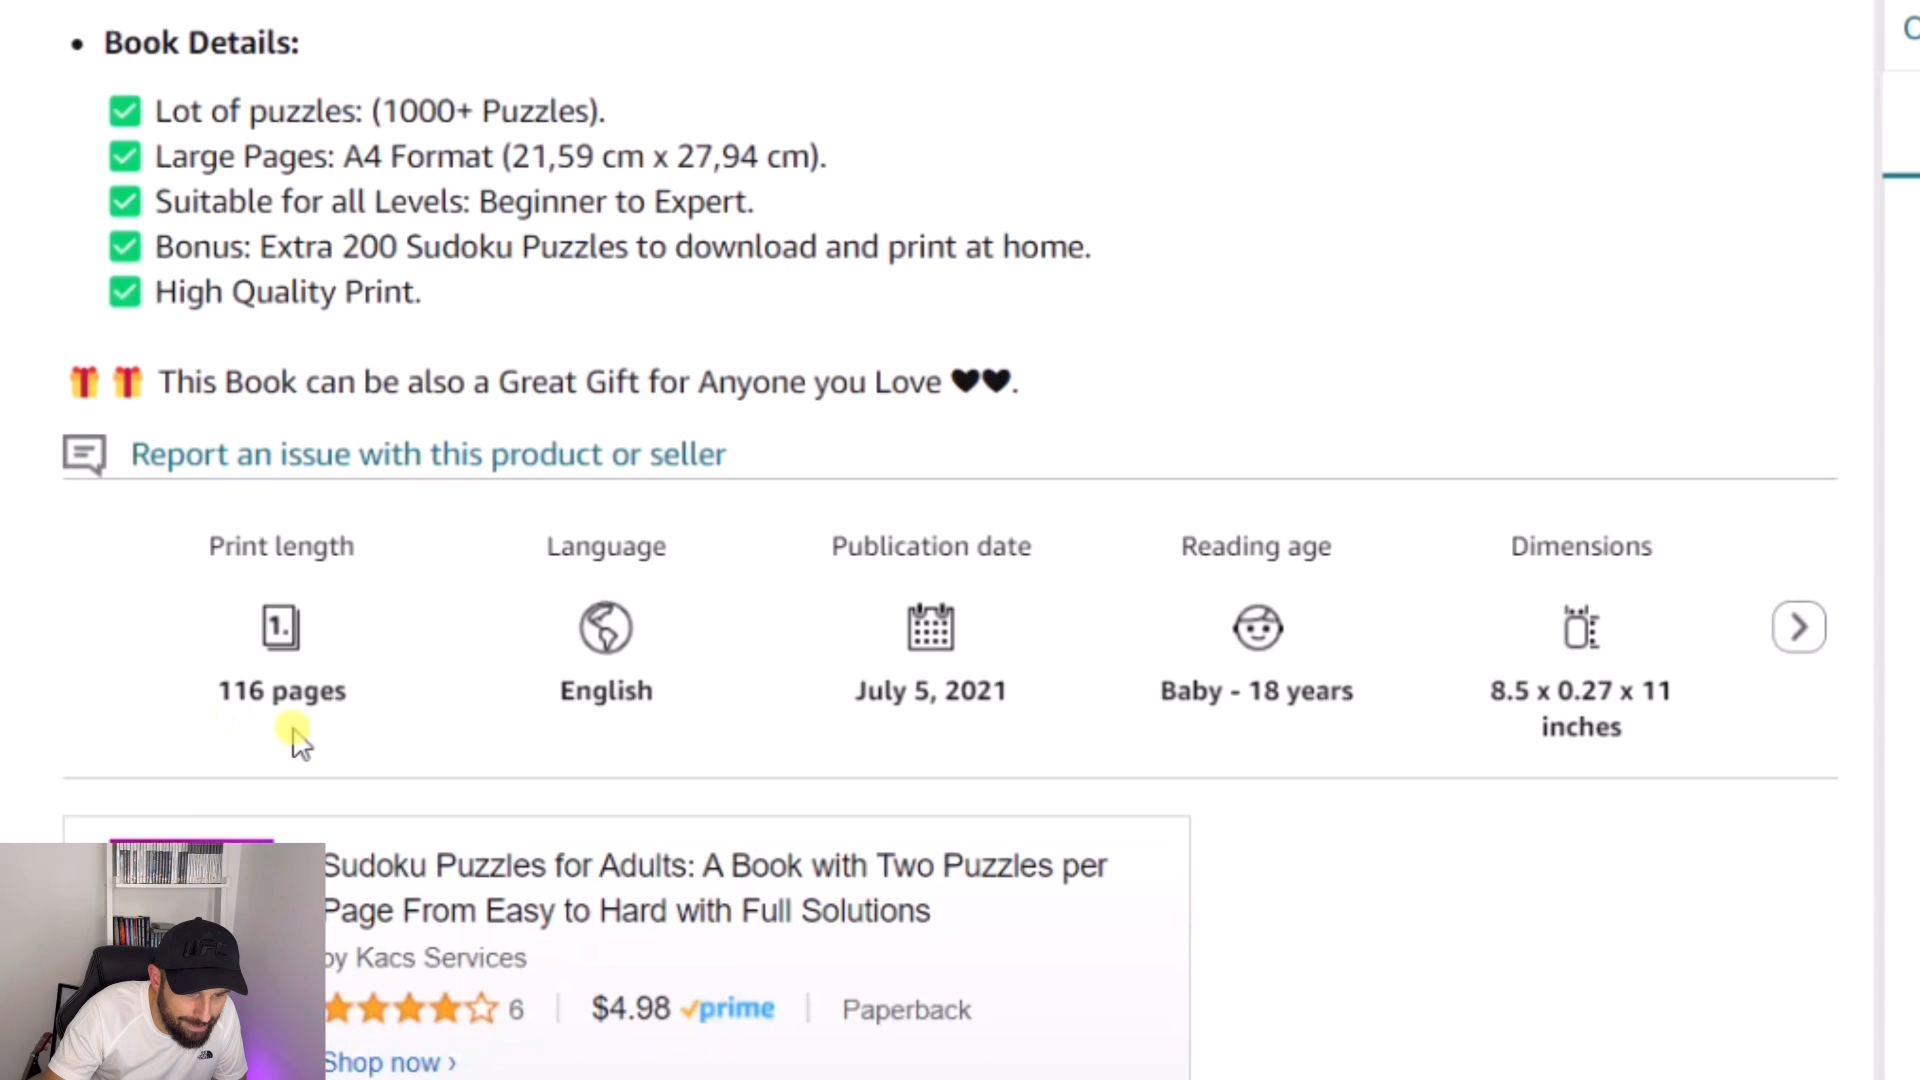 Book Details:
Lot of puzzles: (1000+ Puzzles).
Large Pages: A4 Format (21,59 cm x 27,94 cm).
Suitable for all Levels: Beginner to Expert.
Bonus: Extra 200 Sudoku Puzzles to download and print at home.
High Quality Print.
This Book can be also a Great Gift for Anyone you Love 🖤🖤.
Report an issue with this product or seller
Print length
Language
Publication date
Reading age
Dimensions
1.
116 pages
English
July 5, 2021
Baby - 18 years
8.5 x 0.27 x 11
inches
Sudoku Puzzles for Adults: A Book with Two Puzzles per
Page From Easy to Hard with Full Solutions
by Kacs Services
6
$4.98 prime
Paperback
Shop now ›